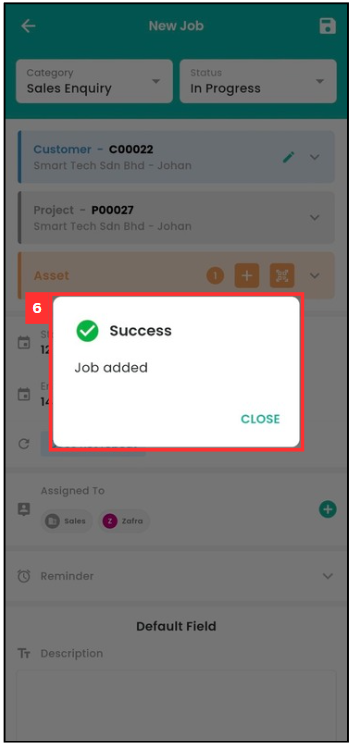 New Job
Category
Sales Enquiry
Status
In Progress
Customer - C00022
Smart Tech Sdn Bhd - Johan
Project - P00027
Smart Tech Sdn Bhd - Johan
Asset
1
6
Success
Job added
CLOSE
St
12
En
14
Assigned To
Sales
Z
Zafra
Reminder
Default Field
Tт Description